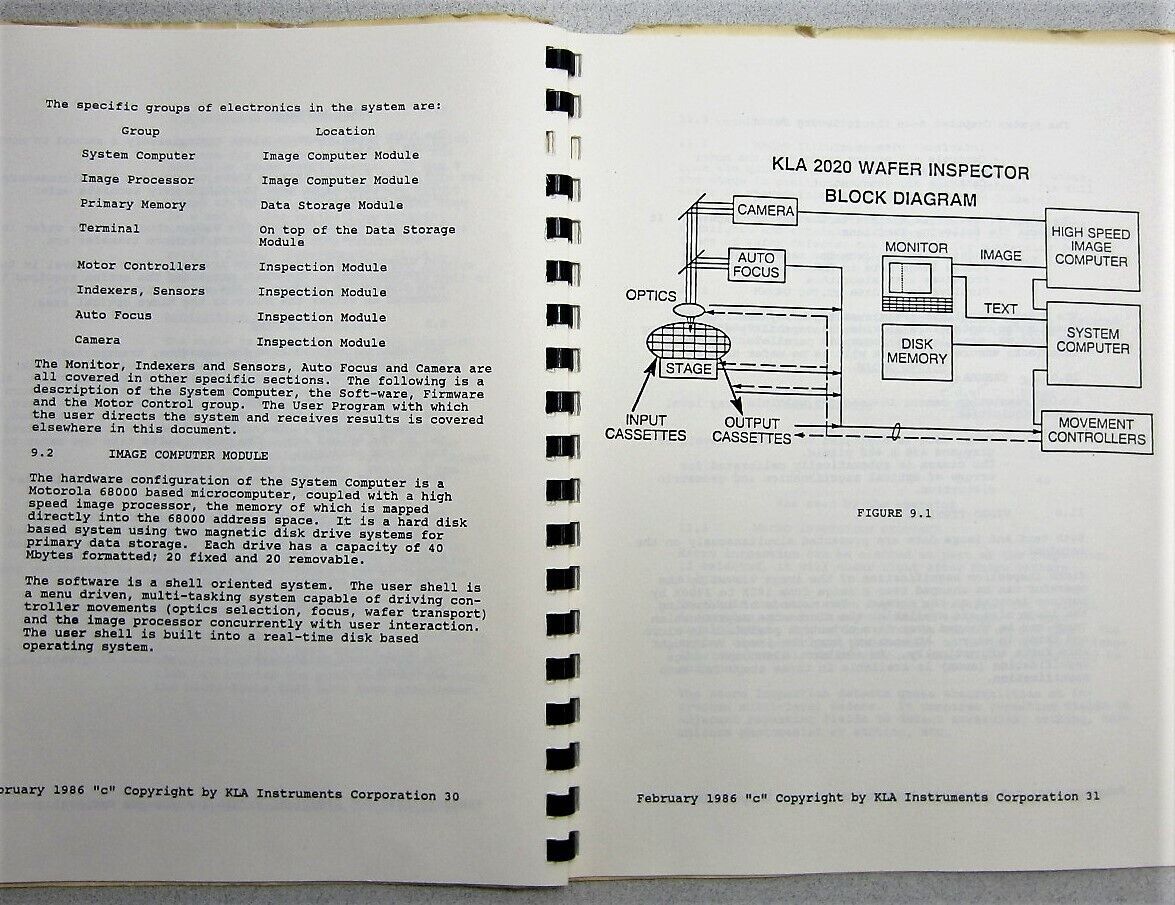 The specific groups of electronics in the system are:
Group Location
System Computer Image Computer Module
Image Processor Image Computer Module
Primary Memory Data Storage Module
Terminal On top of the Data Storage
Module
Motor Controllers Inspection Module
Indexers, Sensors Inspection Module
Auto Focus Inspection Module
Camera Inspection Module
The Monitor, Indexers and Sensors, Auto Focus and Camera are
all covered in other specific sections. The following is a
description of the System Computer, the Soft-ware, Firmware
and the Motor Control group. The User Program with which
the user directs the system and receives results is covered
elsewhere in this document.
9.2 IMAGE COMPUTER MODULE
The hardware configuration of the System Computer is a
Motorola 68000 based microcomputer, coupled with a high
speed image processor, the memory of which is mapped
directly into the 68000 address space. It is a hard disk
based system using two magnetic disk drive systems for
primary data storage. Each drive has a capacity of 40
Mbytes formatted; 20 fixed and 20 removable.
The software is a shell oriented system. The user shell is
a menu driven, multi-tasking system capable of driving con-
troller movements (optics selection, focus, wafer transport)
and the image processor concurrently with user interaction.
The user shell is built into a real-time disk based
operating system.
bruary 1986 "c" Copyright by KLA Instruments Corporation 30
KLA 2020 WAFER INSPECTOR
BLOCK DIAGRAM
CAMERA
HIGH SPEED
IMAGE
COMPUTER
MONITOR
IMAGE
AUTO
FOCUS
OPTICS
TEXT
SYSTEM
COMPUTER
DISK
MEMORY
STAGE
INPUT
CASSETTES
OUTPUT
CASSETTES
MOVEMENT
CONTROLLERS
FIGURE 9.1
February 1986 "c" Copyright by KLA Instruments Corporation 31